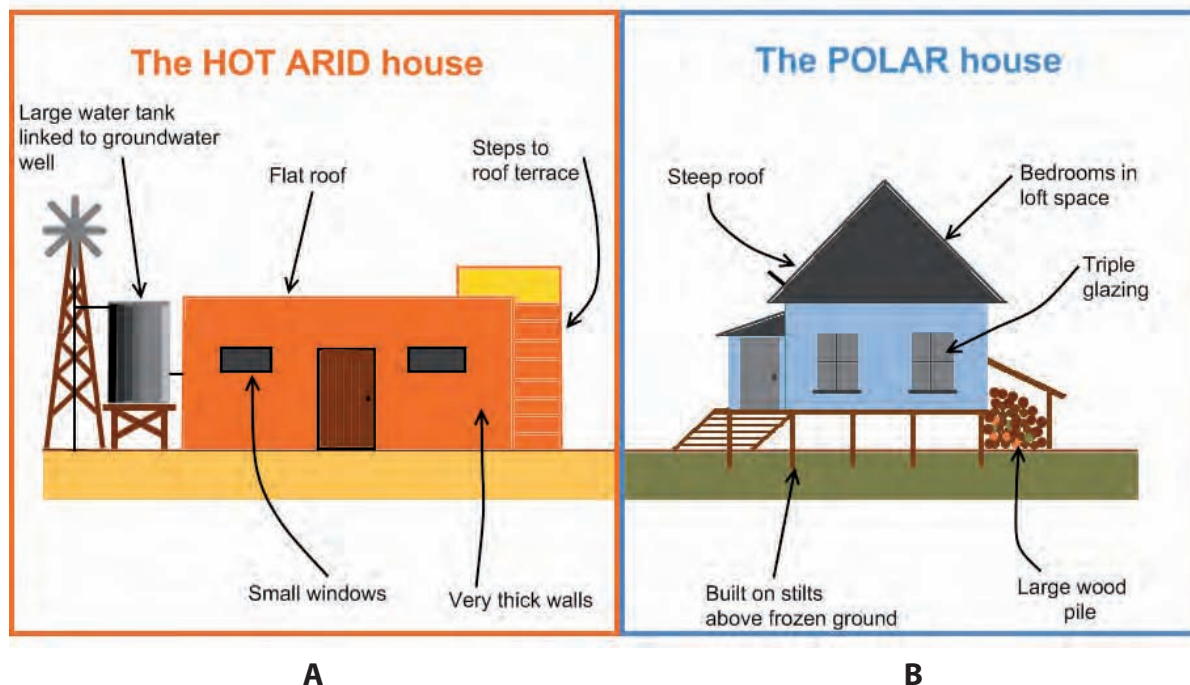 The HOT ARID house
Large water tank
linked to groundwater
well
Flat roof
Steps to
roof terrace
Small windows
Very thick walls
A
The POLAR house
Steep roof
Bedrooms in
loft space
Triple
glazing
Built on stilts
above frozen ground
Large wood
pile
B